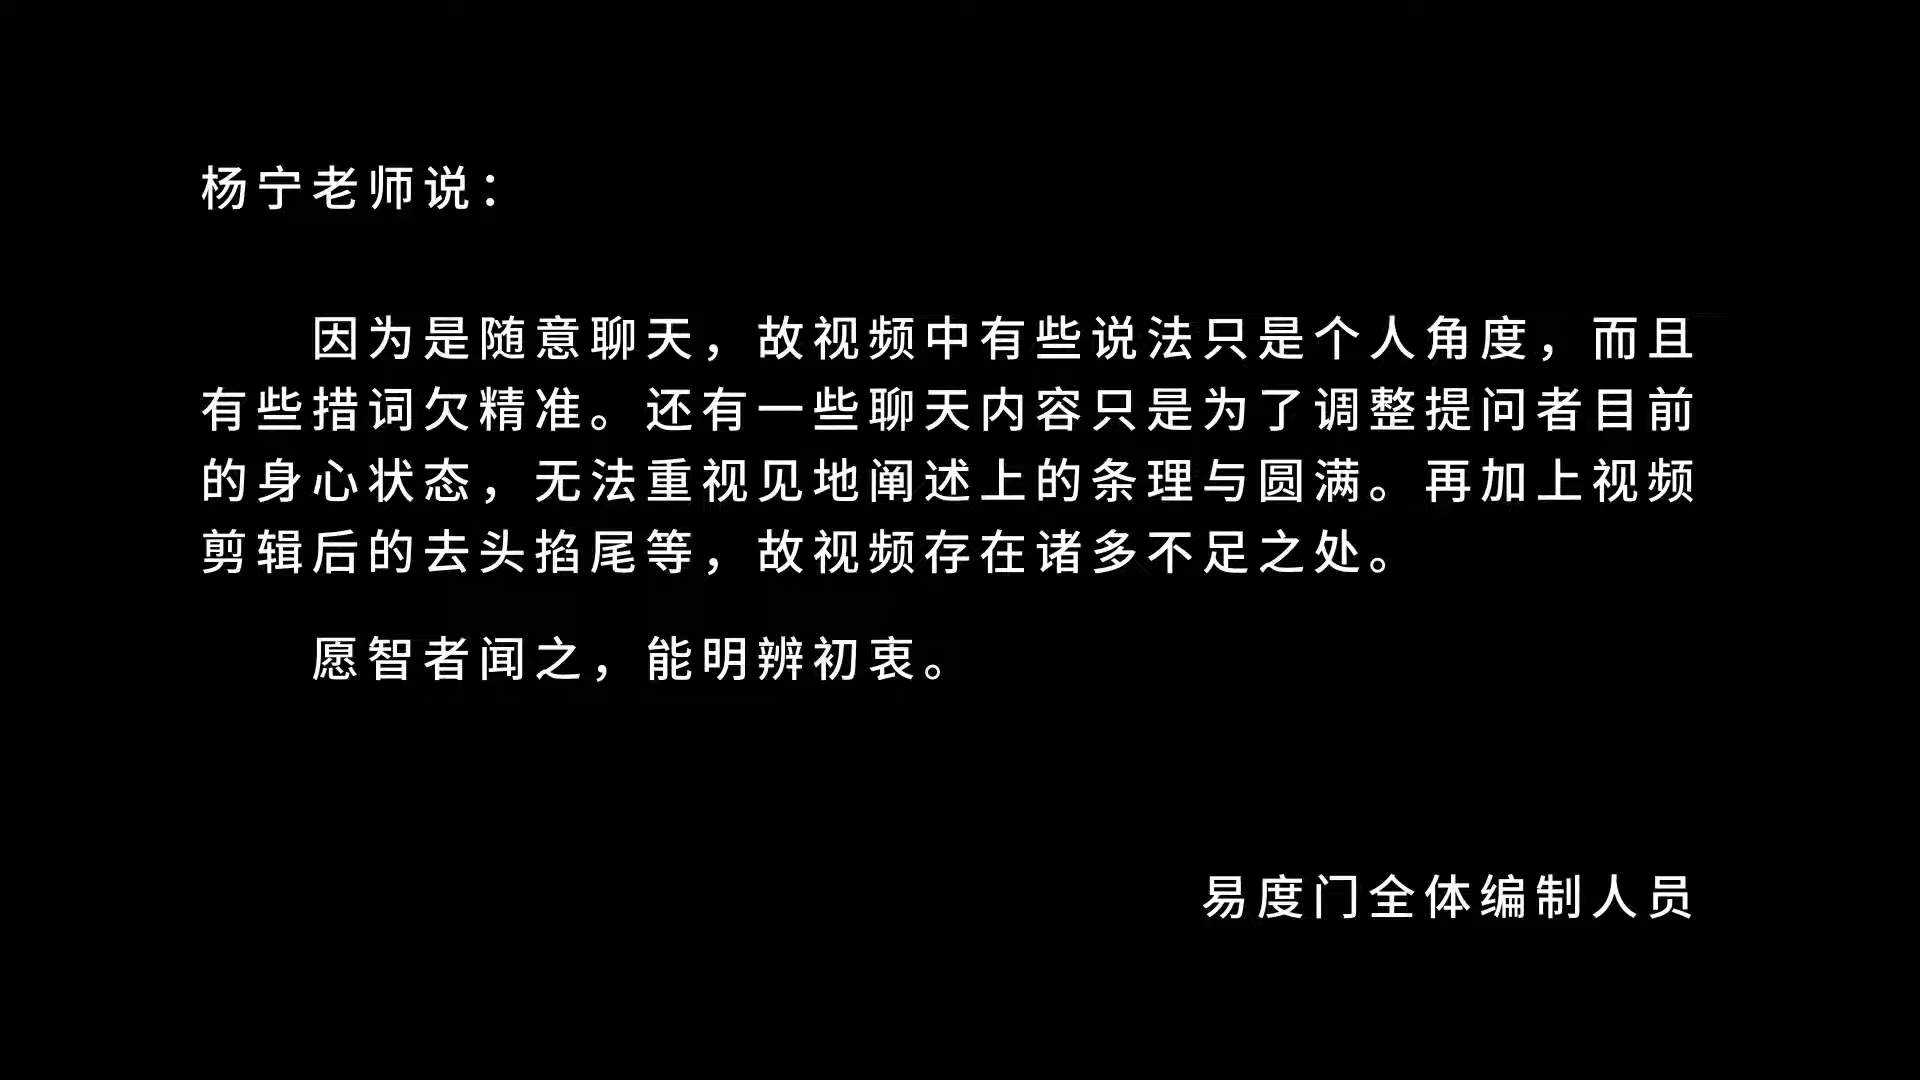 杨宁老师说：
因为是随意聊天，故视频中有些说法只是个人角度，而且
有些措词欠精准。还有一些聊天内容只是为了调整提问者目前
的身心状态，无法重视见地阐述上的条理与圆满。再加上视频
剪辑后的去头掐尾等，故视频存在诸多不足之处。
愿智者闻之，能明辨初衷。
易度门全体编制人员